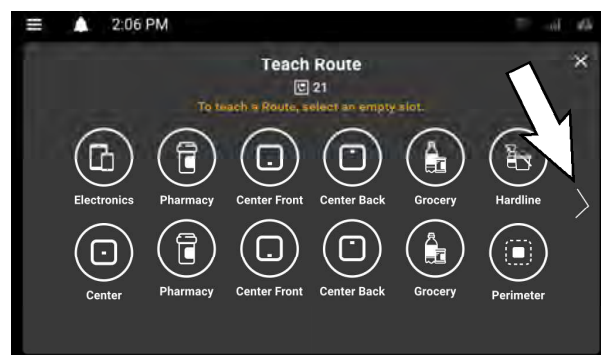 2:06 PM
Teach Route
21
To teach a Route, select an empty slot.
Electronics Pharmacy Center Front Center Back Grocery Hardline
Center Pharmacy Center Front Center Back Grocery Perimeter